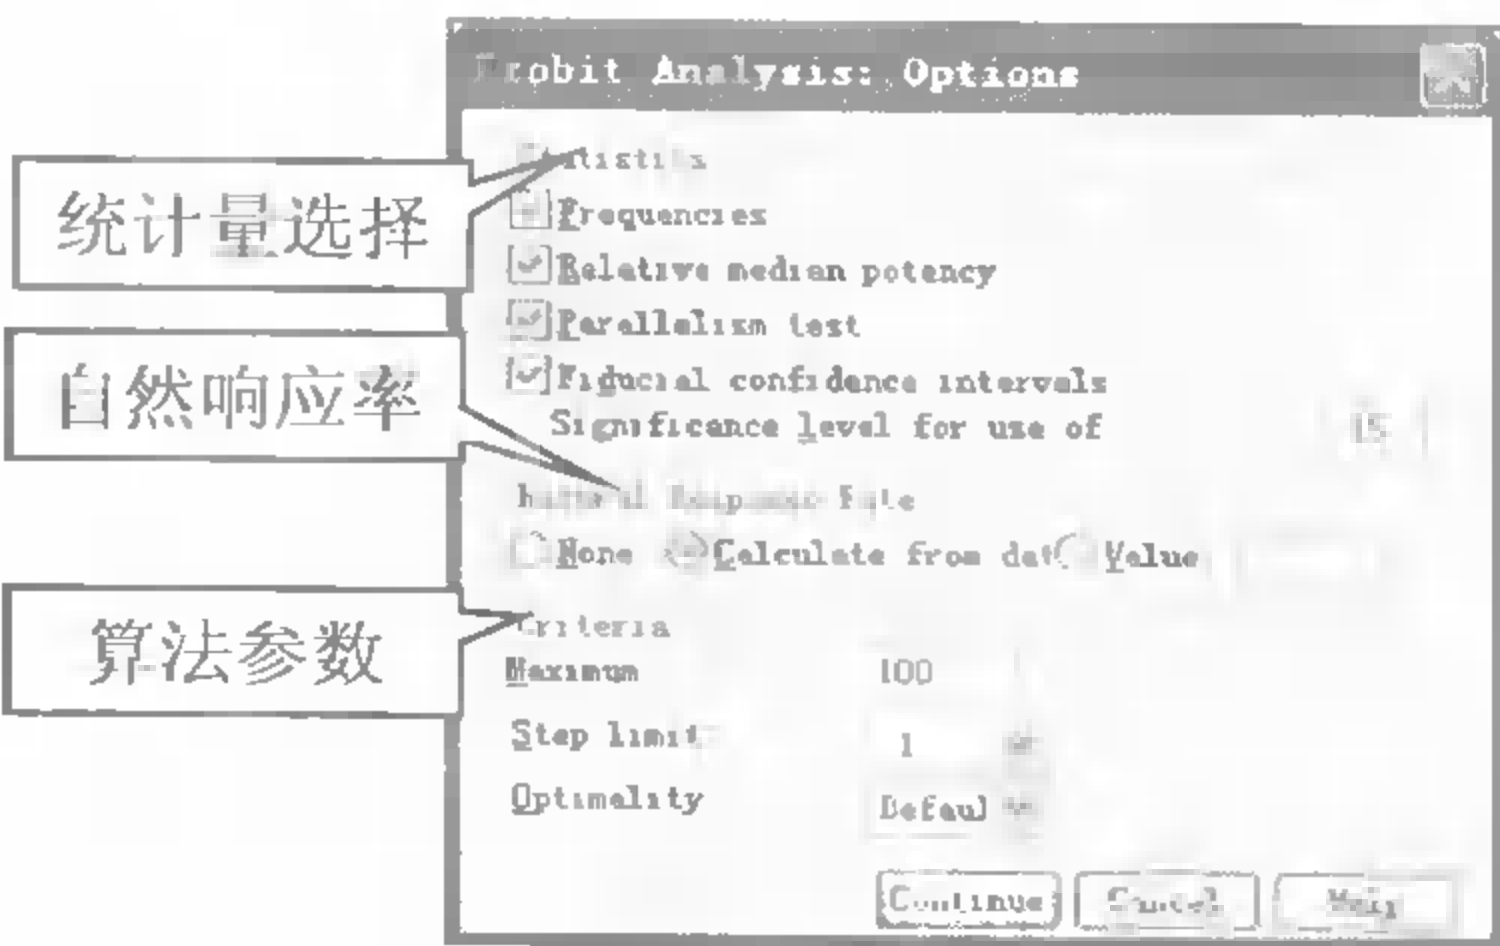 Probit Analysis: Options
统计量选择
Statistics
Frequencies
Relative median potency
Parallelism test
Fiducial confidence intervals
Significance level for use of
自然响应率
Natural Response Rate
None Calculate from dat Value
算法参数
Criteria
Maximum 100
Step limit 1
Optimality Defaul
Continue Cancel Help